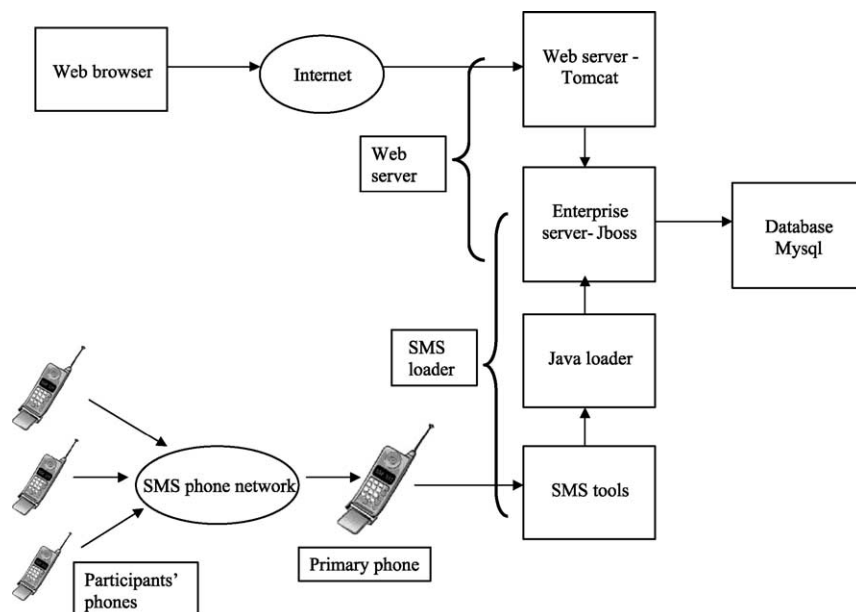 Web browser
Internet
Web server -
Tomcat
Web
server
Enterprise
server- Jboss
Database
Mysql
SMS
loader
Java loader
SMS phone network
SMS tools
Primary phone
Participants'
phones